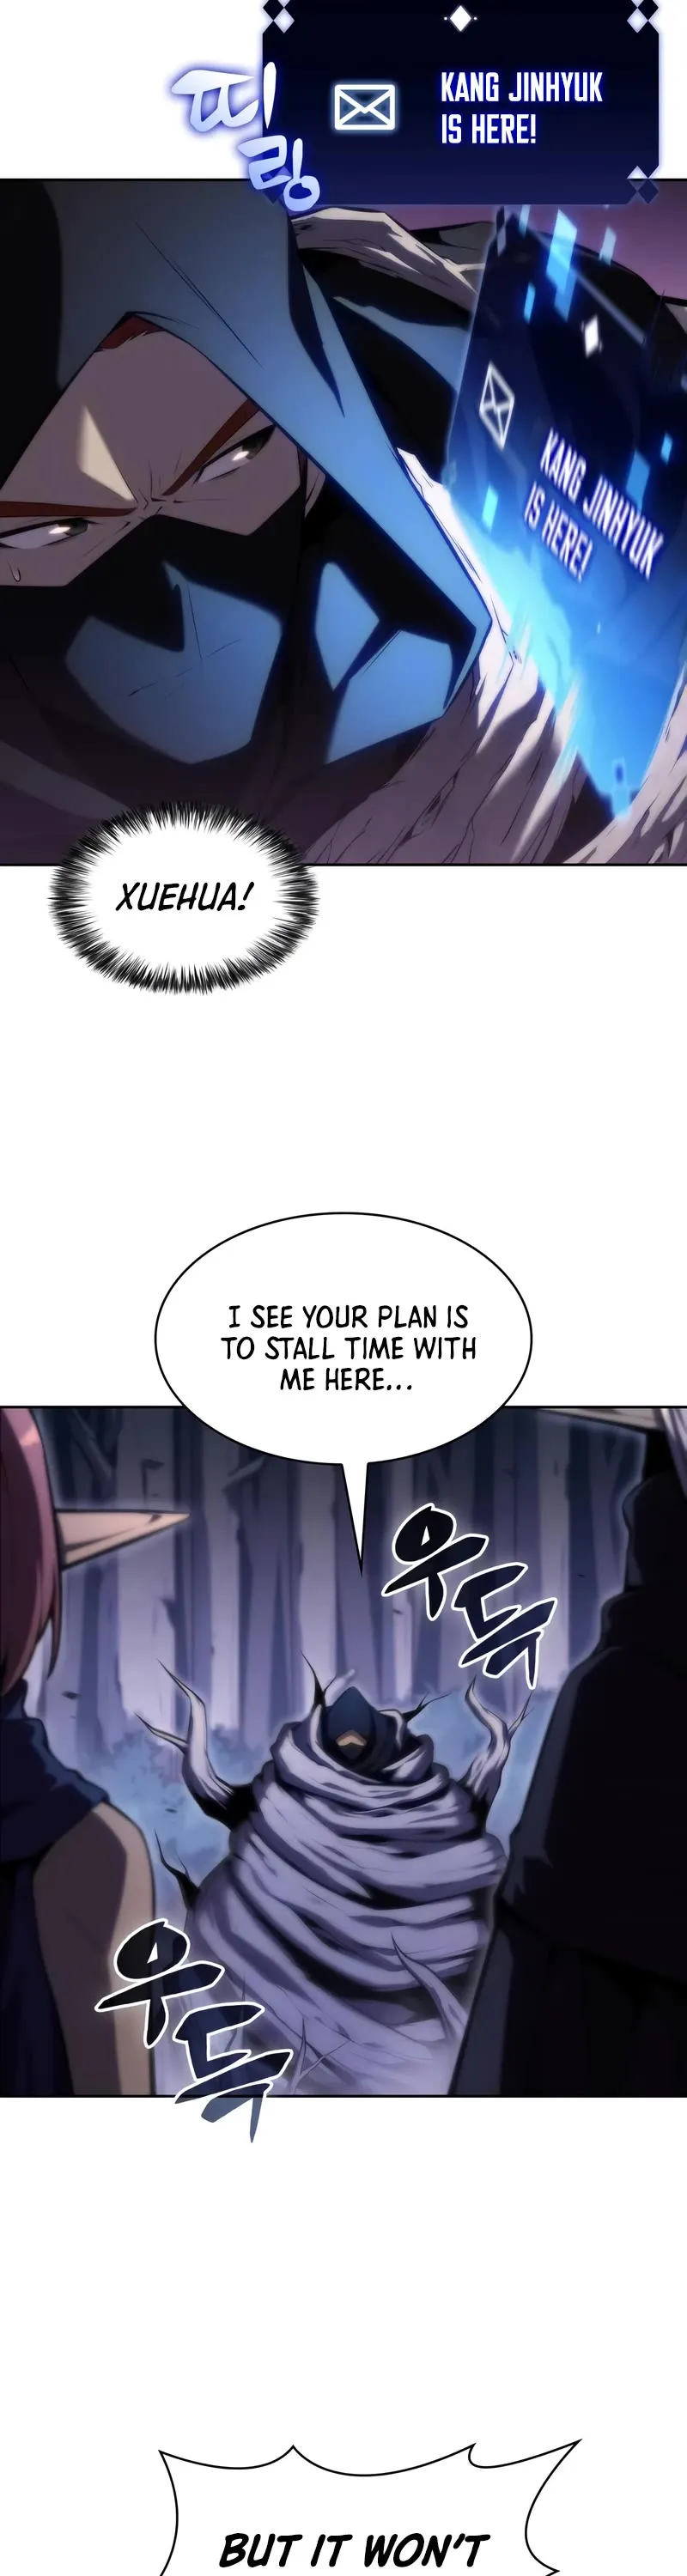 KANG JINHYUK
IS HERE!
띠
링
KANG JINHYUK
IS HERE!
XUEHUA!
I SEE YOUR PLAN IS
TO STALL TIME WITH
ME HERE...
우
득
우
득
BUT IT WON'T